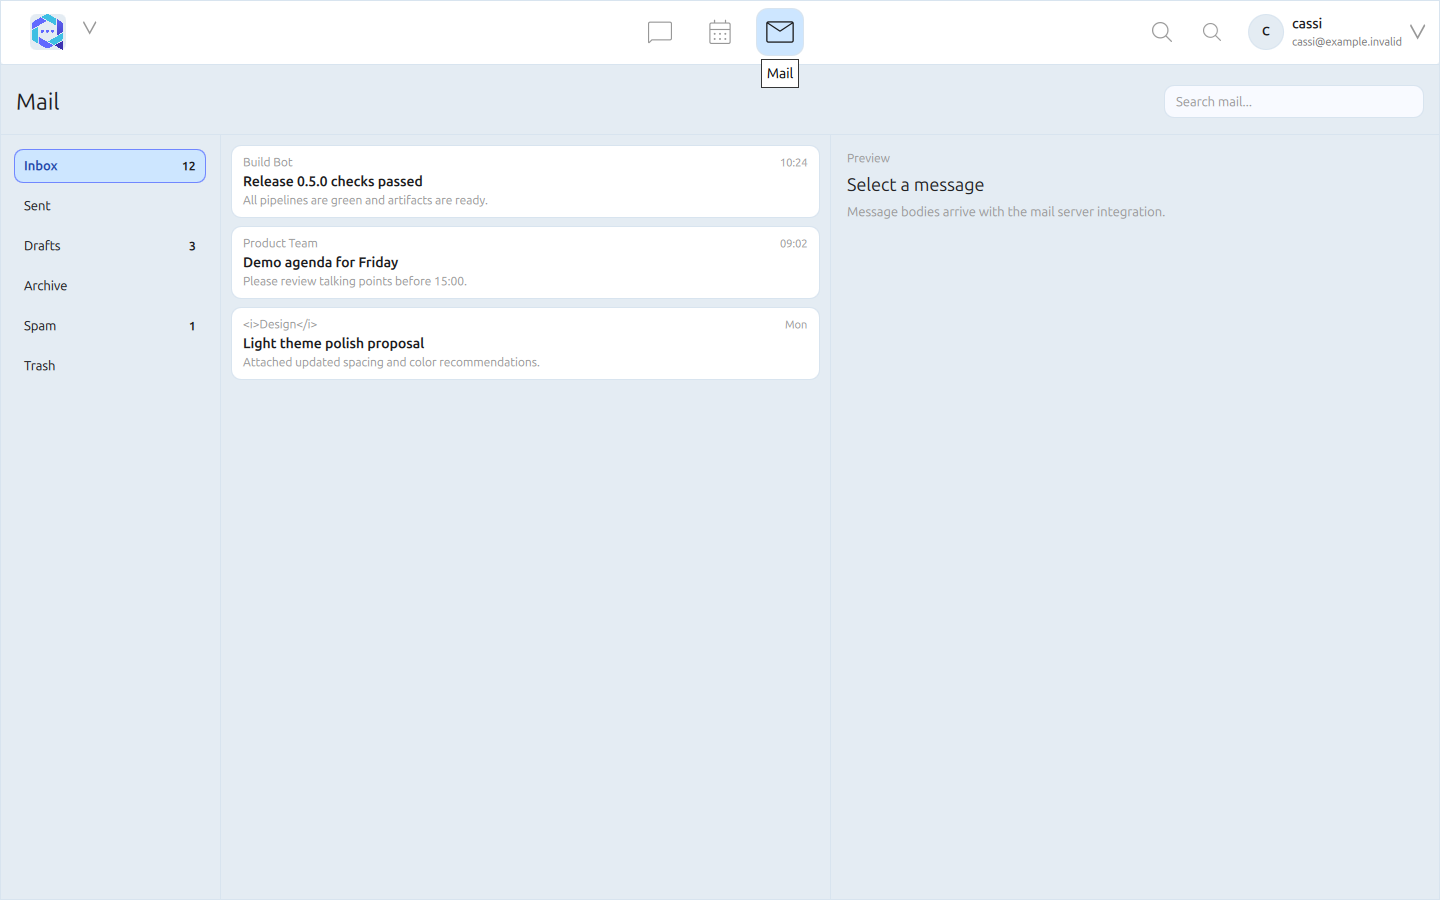 C
cassi
cassi@example.invalid
Mail
Mail
Search mail...
Inbox 12
Sent
Drafts 3
Archive
Spam 1
Trash
Build Bot 10:24
Release 0.5.0 checks passed
All pipelines are green and artifacts are ready.
Product Team 09:02
Demo agenda for Friday
Please review talking points before 15:00.
<i>Design</i> Mon
Light theme polish proposal
Attached updated spacing and color recommendations.
Preview
Select a message
Message bodies arrive with the mail server integration.